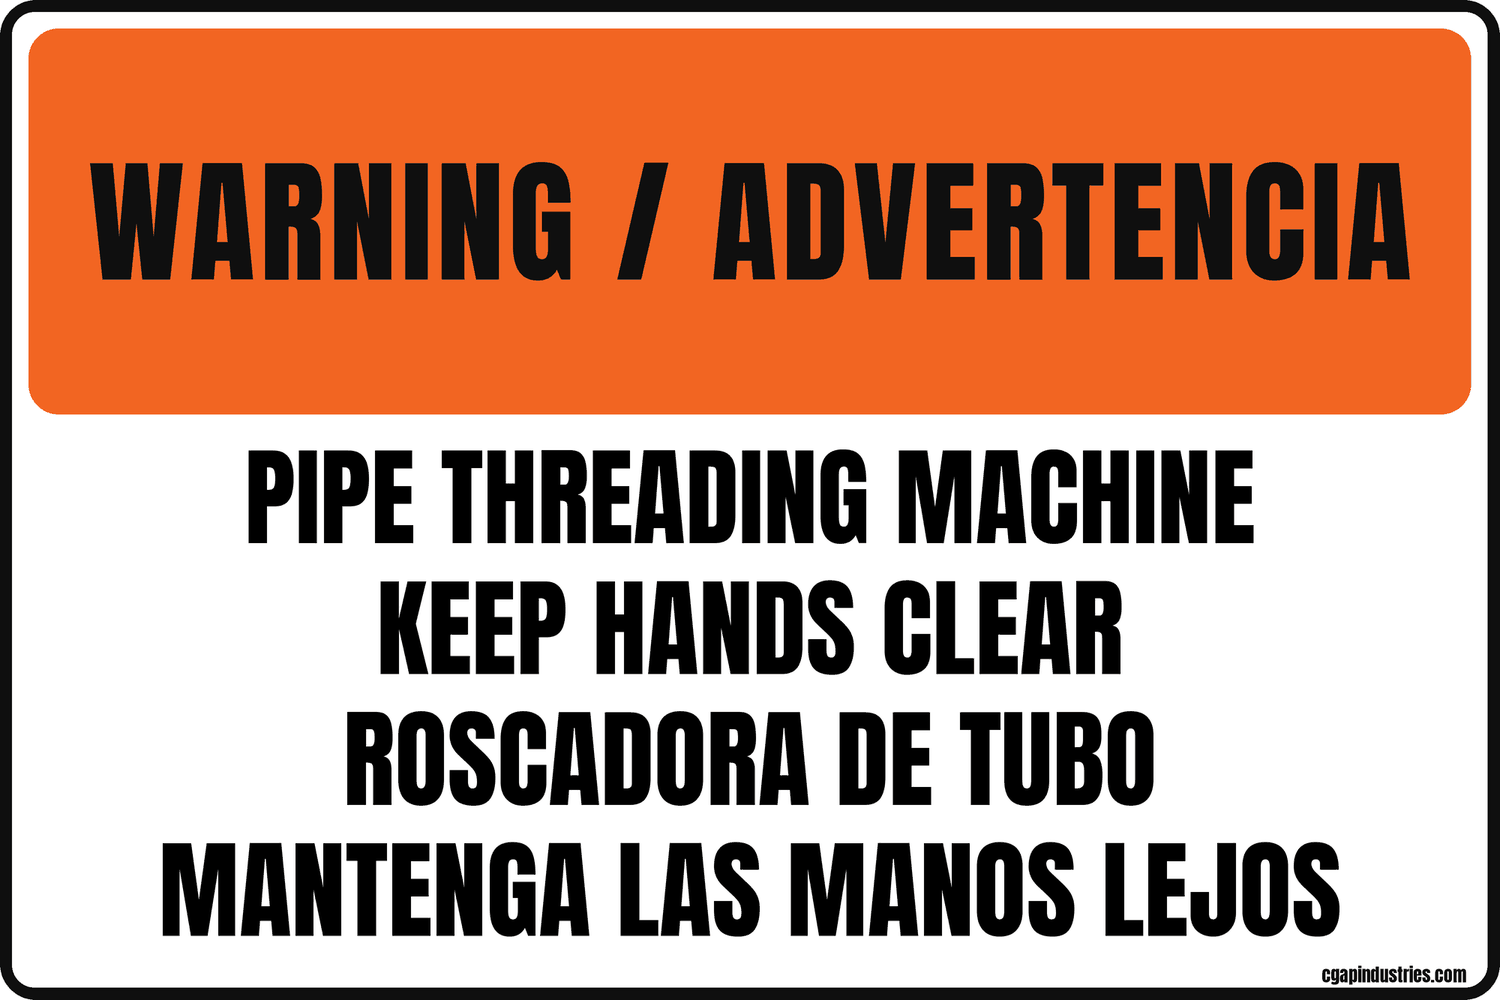 WARNING / ADVERTENCIA
PIPE THREADING MACHINE
KEEP HANDS CLEAR
ROSCADORA DE TUBO
MANTENGA LAS MANOS LEJOS
cgapindustries.com